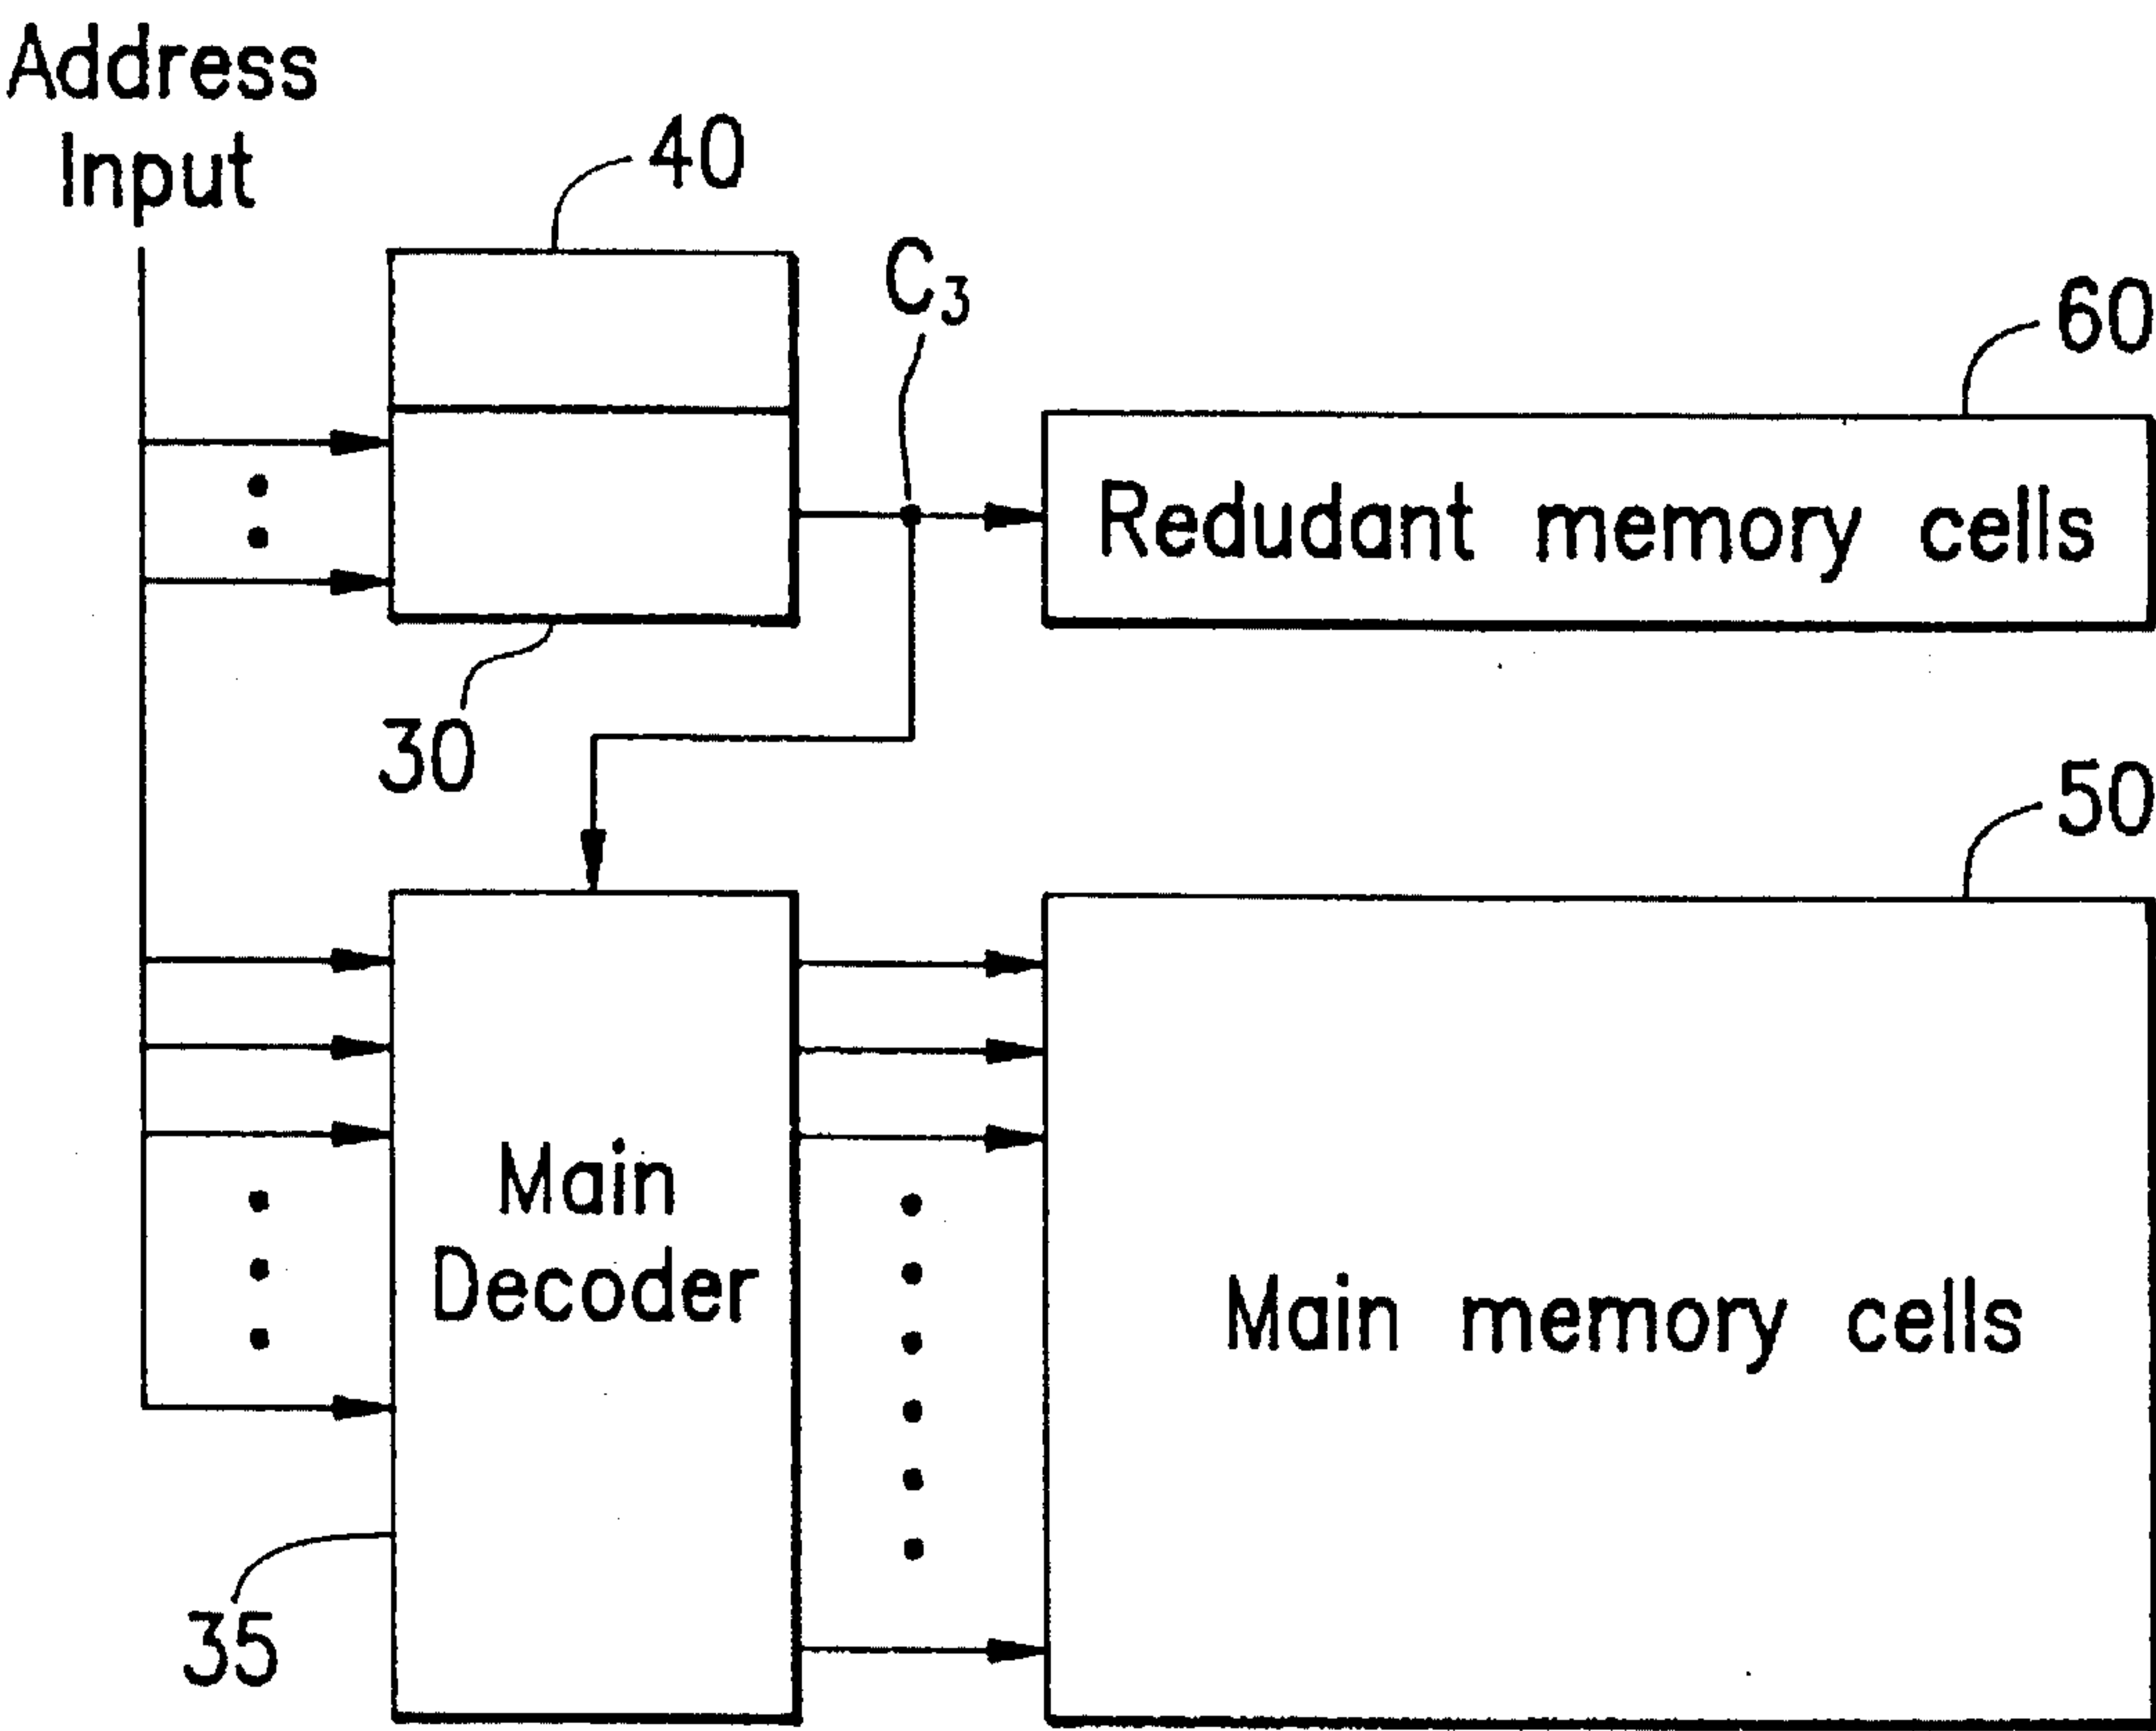 Address
Input
40
C3
60
Redudant memory cells
30
50
Main
Decoder
Main memory cells
35